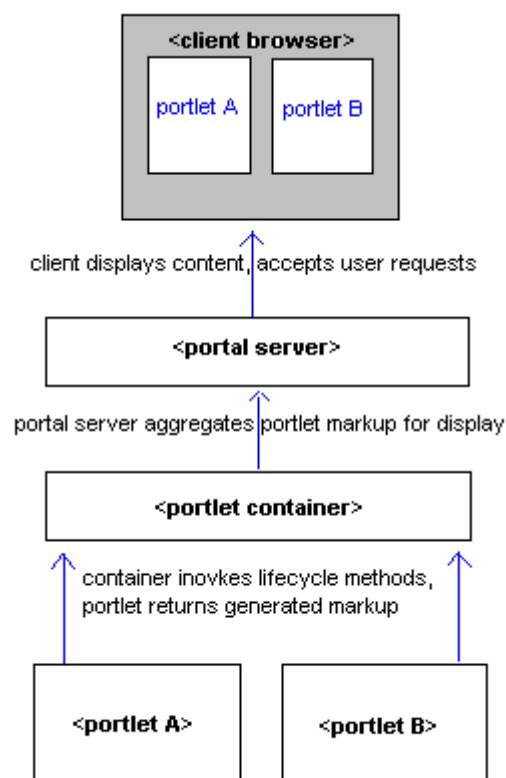 <client browser>
portlet A
portlet B
client displays content, accepts user requests
<portal server>
portal server aggregates portlet markup for display
<portlet container>
container inovkes lifecycle methods,
portlet returns generated markup
<portlet A>
<portlet B>